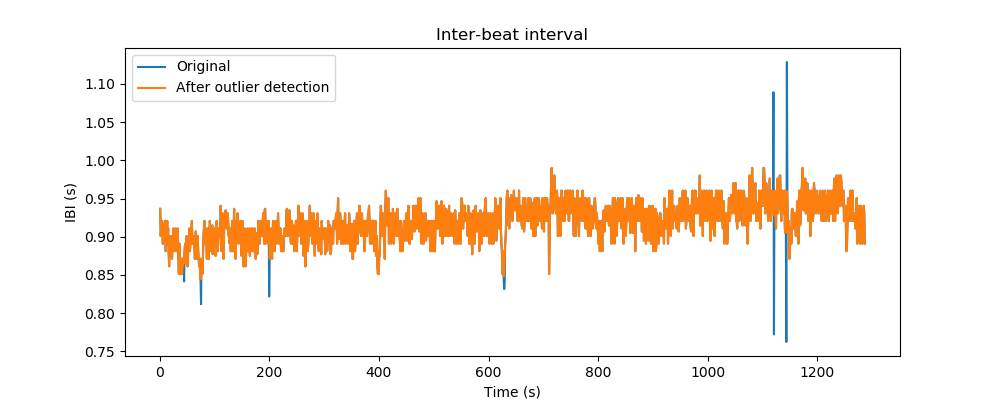 Inter-beat interval
Original
After outlier detection
1.10
1.05
1.00
0.95
0.90
0.85
0.80
0.75
IBI (s)
0 200 400 600 800 1000 1200
Time (s)